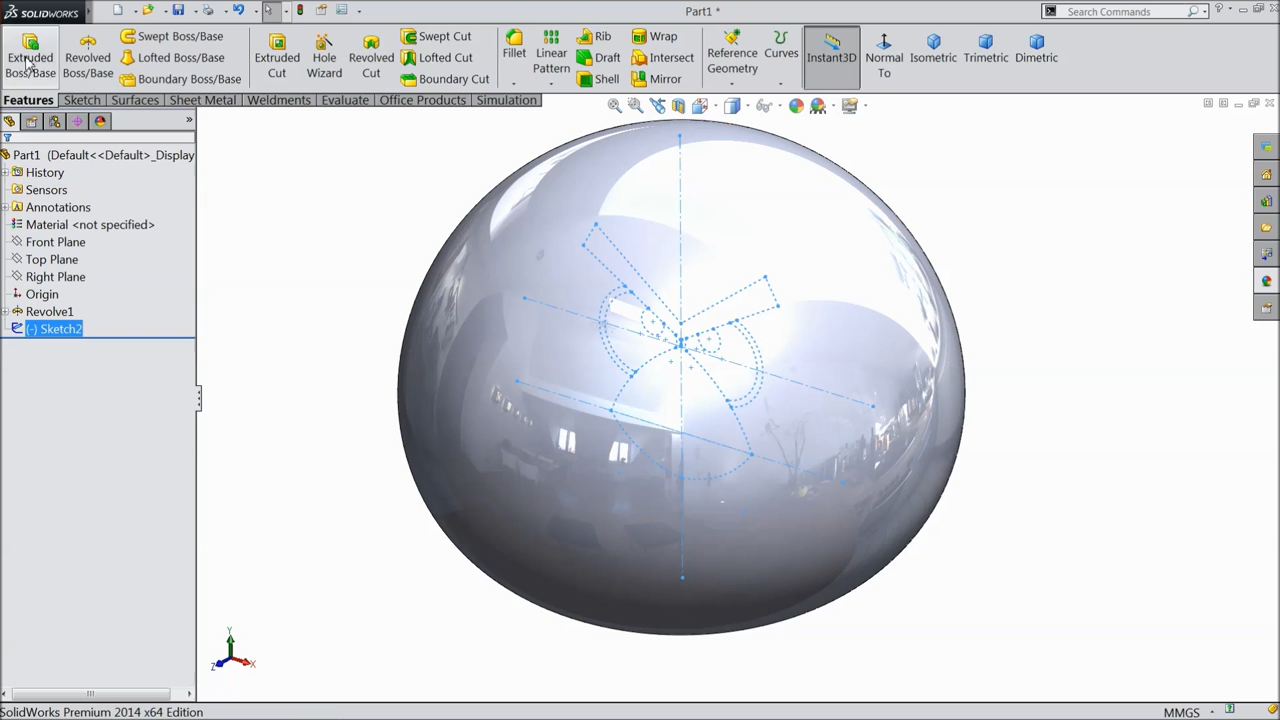 SOLIDWORKS
Part1 *
Search Commands
Extruded Boss/Base
Revolved Boss/Base
Swept Boss/Base
Lofted Boss/Base
Boundary Boss/Base
Extruded Cut
Hole Wizard
Revolved Cut
Swept Cut
Lofted Cut
Boundary Cut
Fillet
Linear Pattern
Rib
Draft
Shell
Wrap
Intersect
Mirror
Reference Geometry
Curves
Instant3D
Normal To
Isometric
Trimetric
Dimetric
Features
Sketch
Surfaces
Sheet Metal
Weldments
Evaluate
Office Products
Simulation
Part1 (Default<<Default>_Display
History
Sensors
Annotations
Material <not specified>
Front Plane
Top Plane
Right Plane
Origin
Revolve1
(-) Sketch2
Y
X
Z
SolidWorks Premium 2014 x64 Edition
MMGS